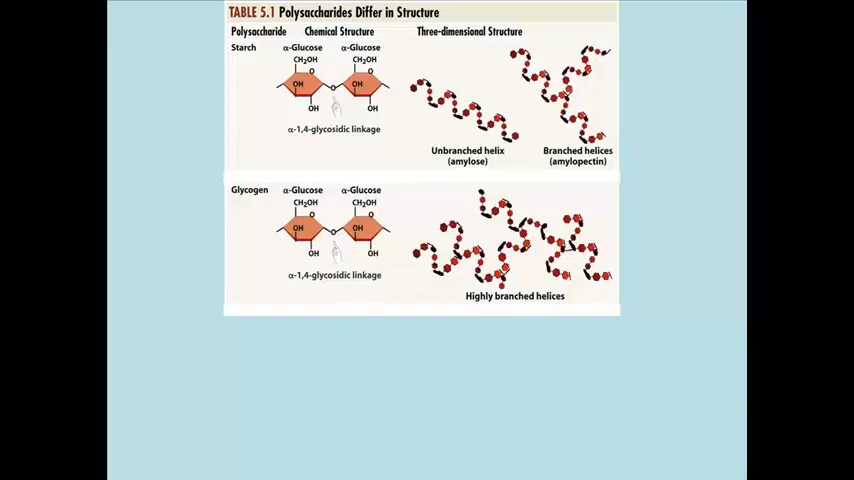 TABLE 5.1 Polysaccharides Differ in Structure
Polysaccharide Chemical Structure Three-dimensional Structure
Starch α-Glucose α-Glucose
CH₂OH CH₂OH
O O
OH O OH
OH OH
α-1,4-glycosidic linkage
Unbranched helix (amylose)
Branched helices (amylopectin)
Glycogen α-Glucose α-Glucose
CH₂OH CH₂OH
O O
OH O OH
OH OH
α-1,4-glycosidic linkage
Highly branched helices